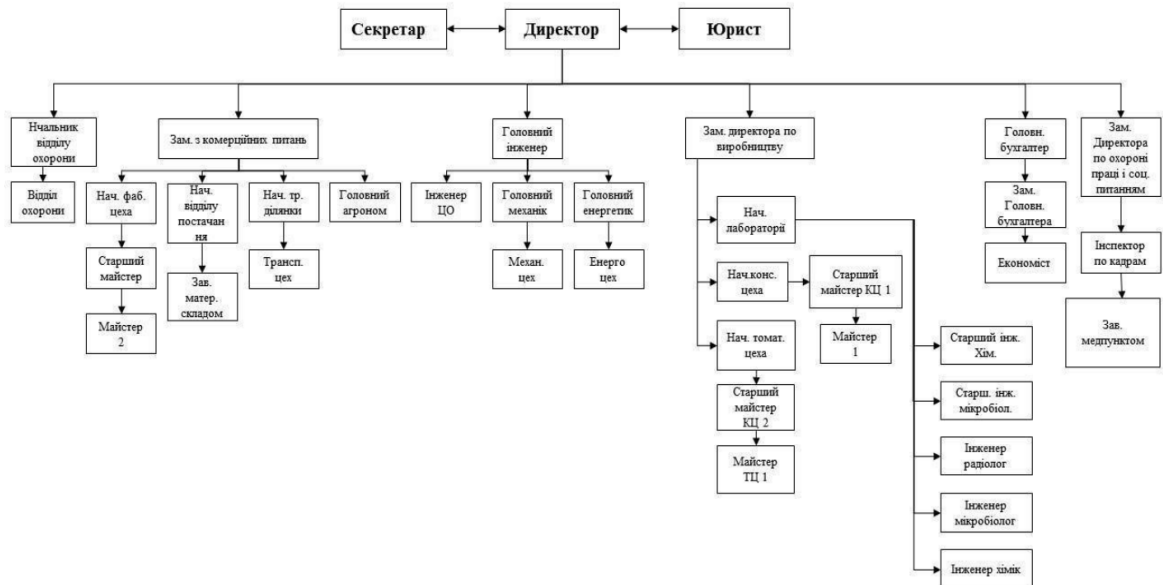 Секретар
Директор
Юрист
Нчальник
відділу
охорони
Зам. з комерційних питань
Головний
інженер
Зам. директора по
виробництву
Головн.
бухгалтер
Зам.
Директора
по охороні
праці і соц.
питанням
Відділ
охорони
Нач. фаб.
цеха
Нач.
відділу
постачан
ня
Нач. тр.
ділянки
Головний
агроном
Інженер
ЦО
Головний
механік
Головний
енергетик
Нач.
лабораторії
Зам.
Головн.
бухгалтера
Інспектор
по кадрам
Старший
майстер
Зав.
матер.
складом
Трансп.
цех
Механ.
цех
Енерго
цех
Нач.конс.
цеха
Старший
майстер КЦ 1
Економіст
Майстер
2
Нач. томат.
цеха
Майстер
1
Старший інж.
Хім.
Зав.
медпунктом
Старший
майстер
КЦ 2
Старш. інж.
мікробіол.
Майстер
ТЦ 1
Інженер
радіолог
Інженер
мікробіолог
Інженер хімік